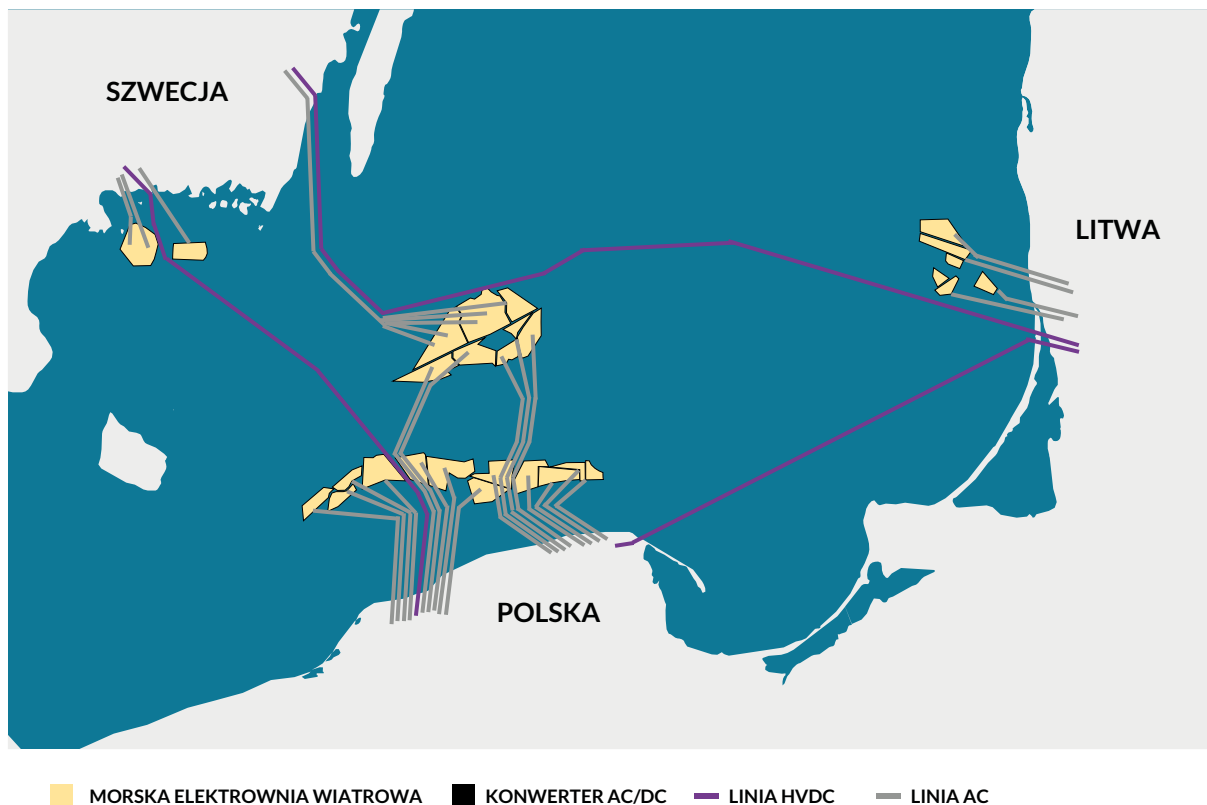 SZWECJA
LITWA
POLSKA
MORSKA ELEKTROWNIA WIATROWA
KONWERTER AC/DC
LINIA HVDC
LINIA AC